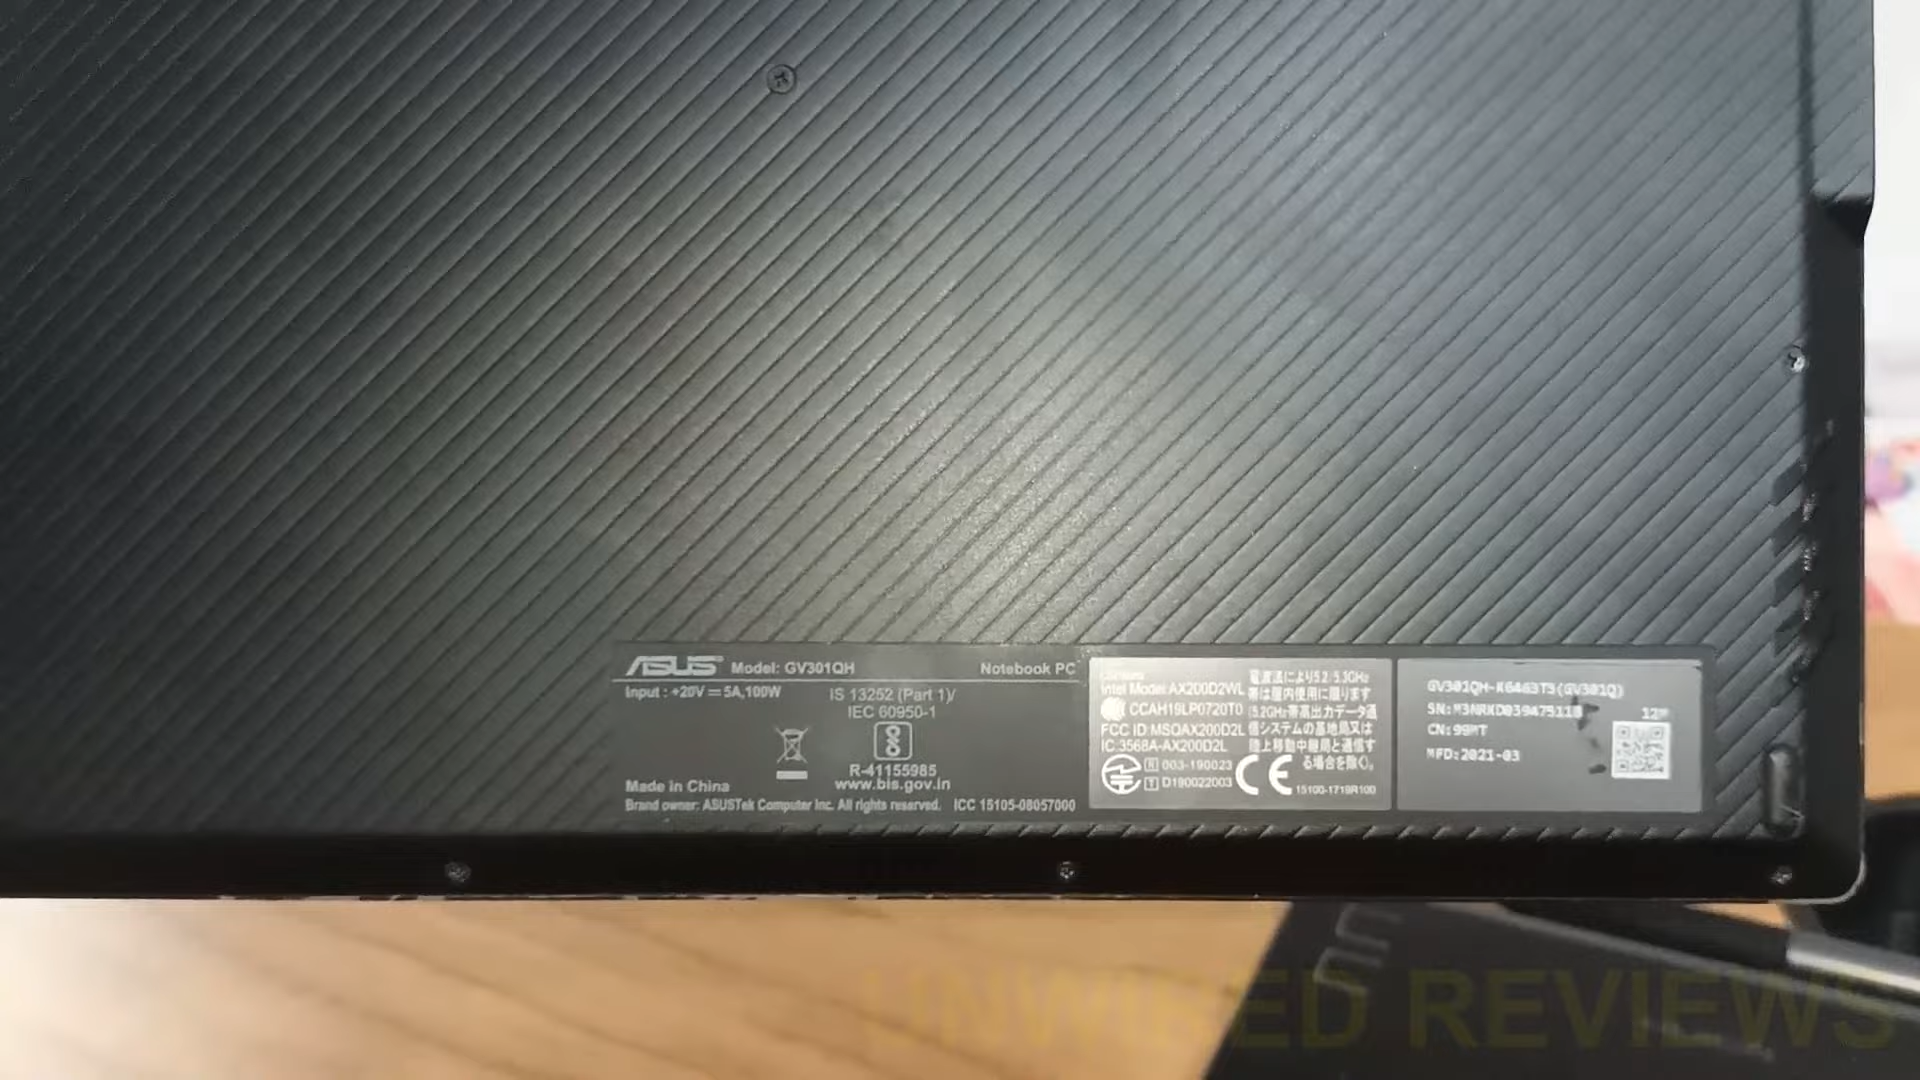 ASUS Model: GV301QH Notebook PC
Input : +20V ⎓ 5A,100W
IS 13252 (Part 1)/
IEC 60950-1
R-41155985
www.bis.gov.in
Made in China
Brand owner: ASUSTek Computer Inc. All rights reserved. ICC 15105-08057000
Intel Model AX200D2WL
CCAH19LP0720T0
FCC ID:MSQAX200D2L
IC:3568A-AX200D2L
R 003-190023
T D190022003
電波法により5.2/5.3GHz
帯は屋内使用に限ります
(5.2GHz帯高出力データ通
信システムの基地局又は
陸上移動中継局と通信す
る場合を除く)。
CE
15100-1719R100
GV301QH-K6463TS(GV301Q)
CN:99MT
MFD:2021-03
UNWIRED REVIEWS